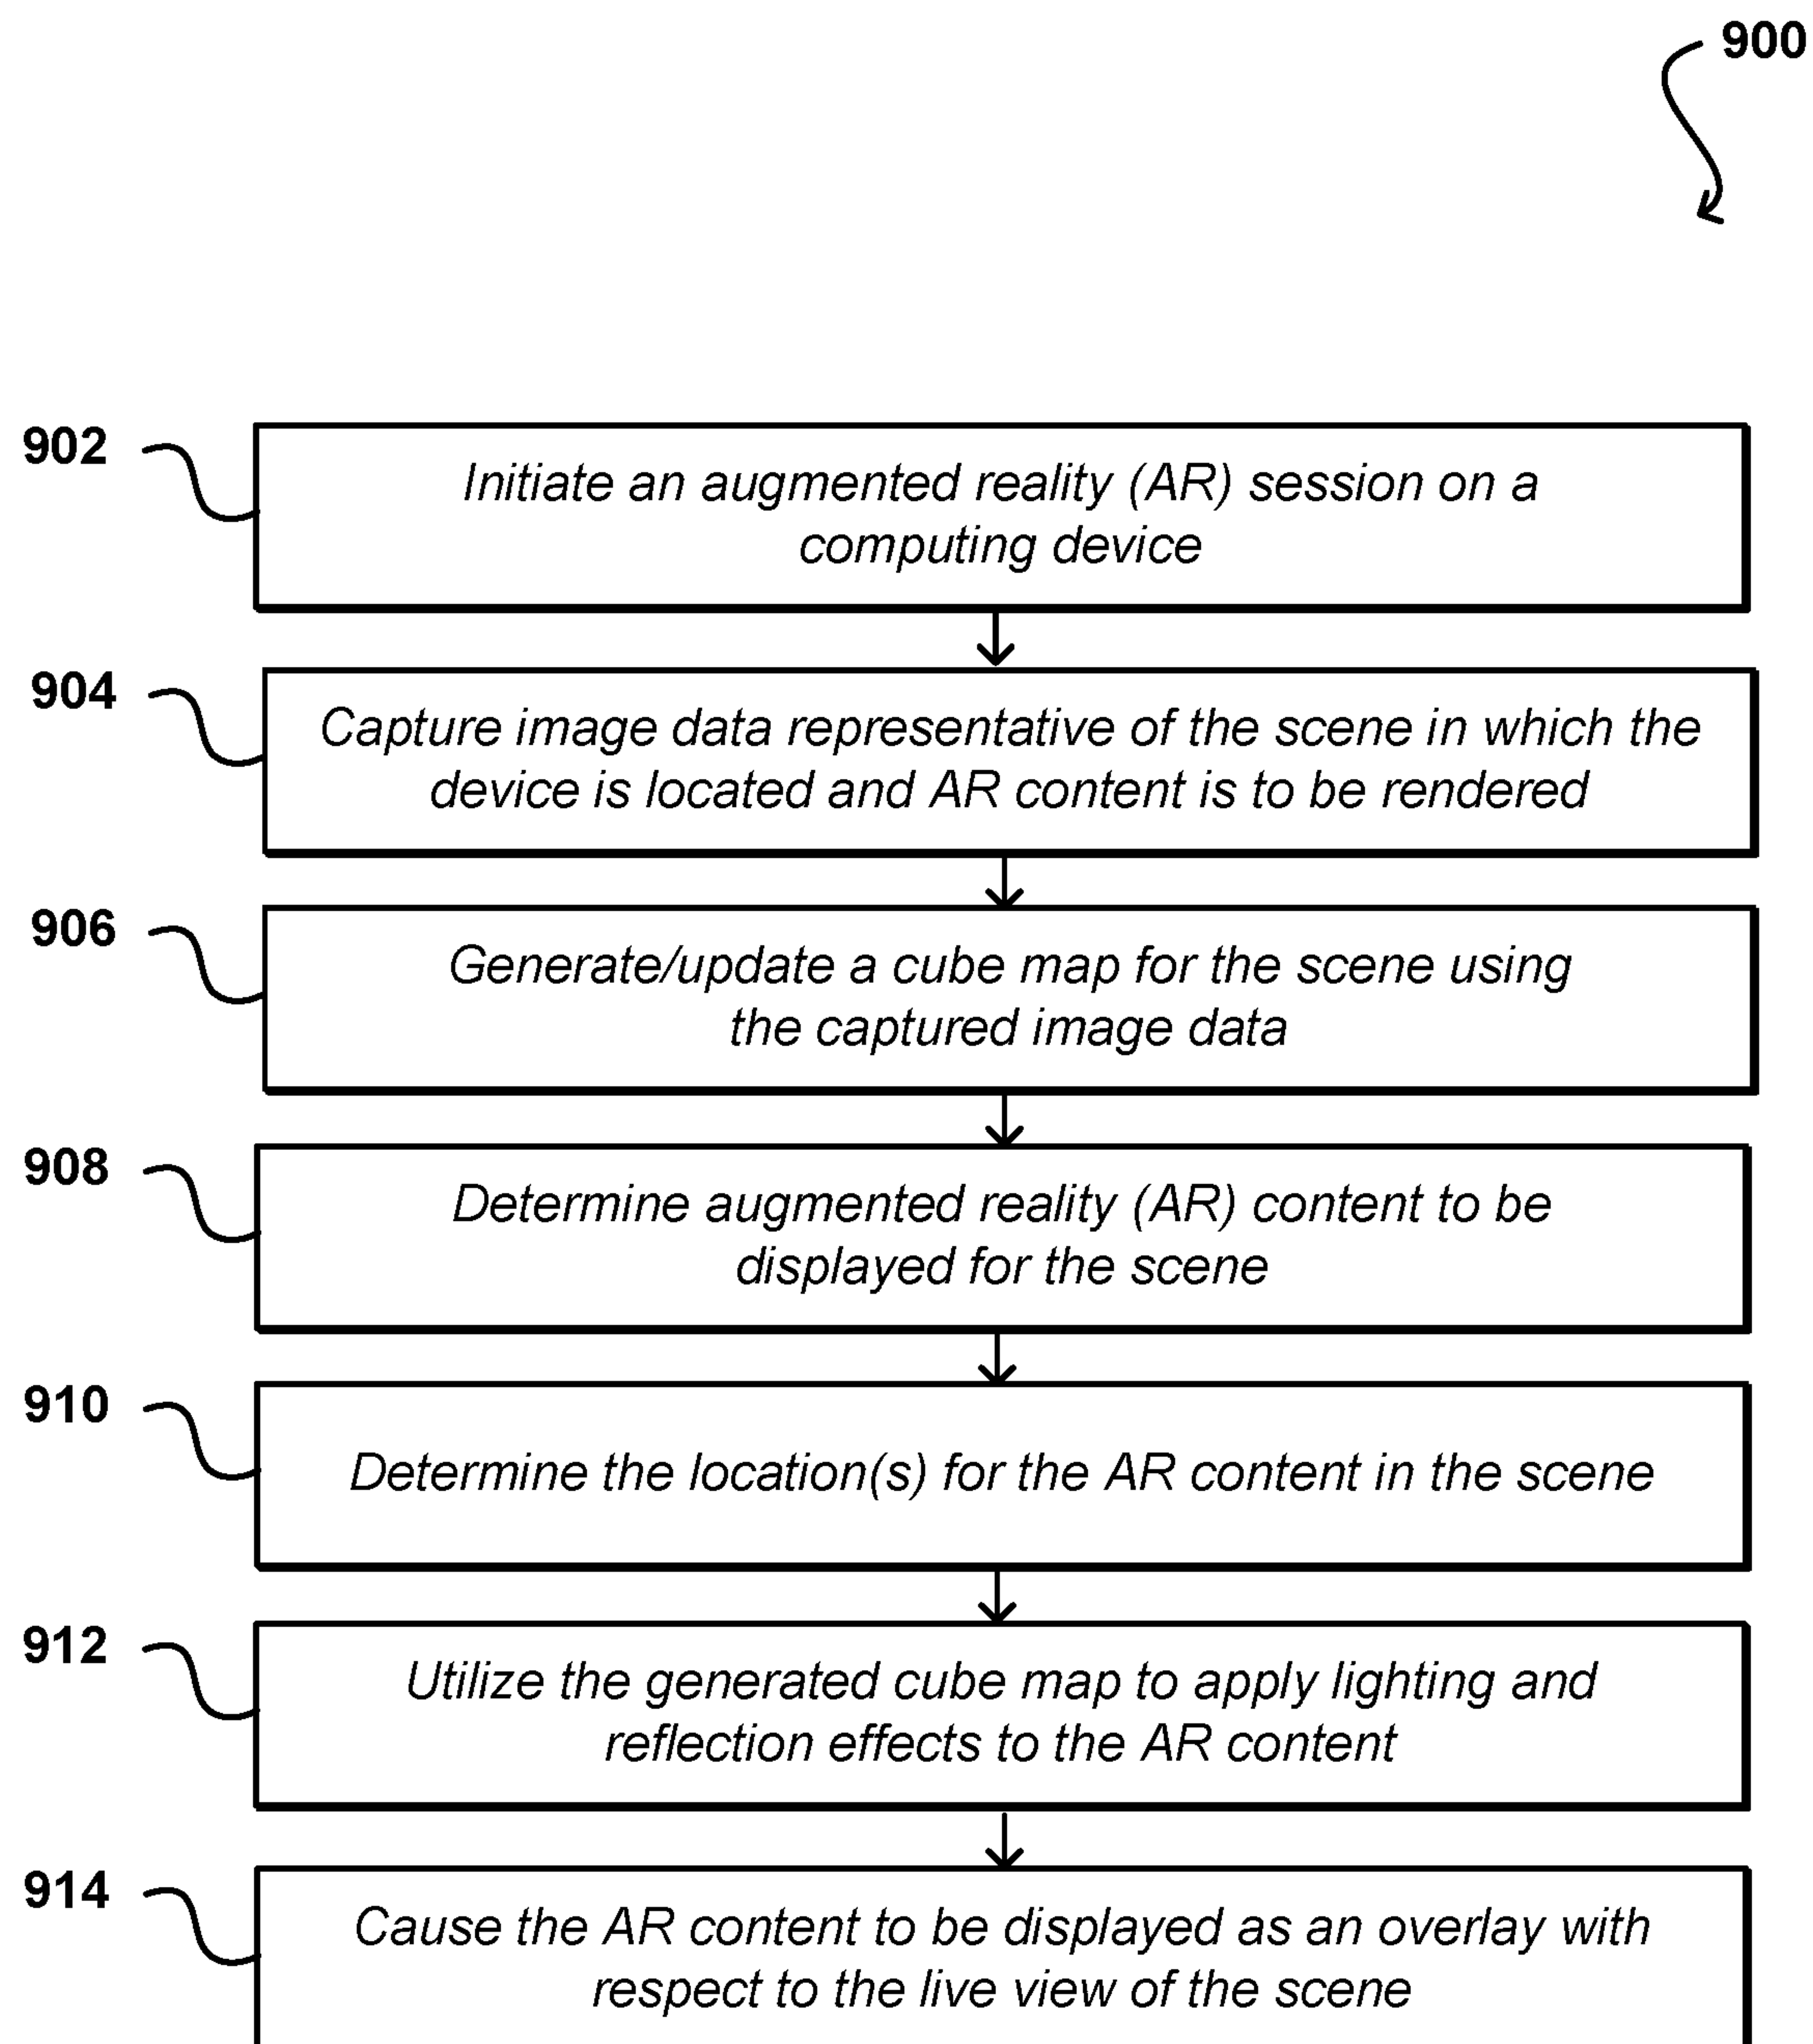 900
902
Initiate an augmented reality (AR) session on a
computing device
904
Capture image data representative of the scene in which the
device is located and AR content is to be rendered
906
Generate/update a cube map for the scene using
the captured image data
908
Determine augmented reality (AR) content to be
displayed for the scene
910
Determine the location(s) for the AR content in the scene
912
Utilize the generated cube map to apply lighting and
reflection effects to the AR content
914
Cause the AR content to be displayed as an overlay with
respect to the live view of the scene